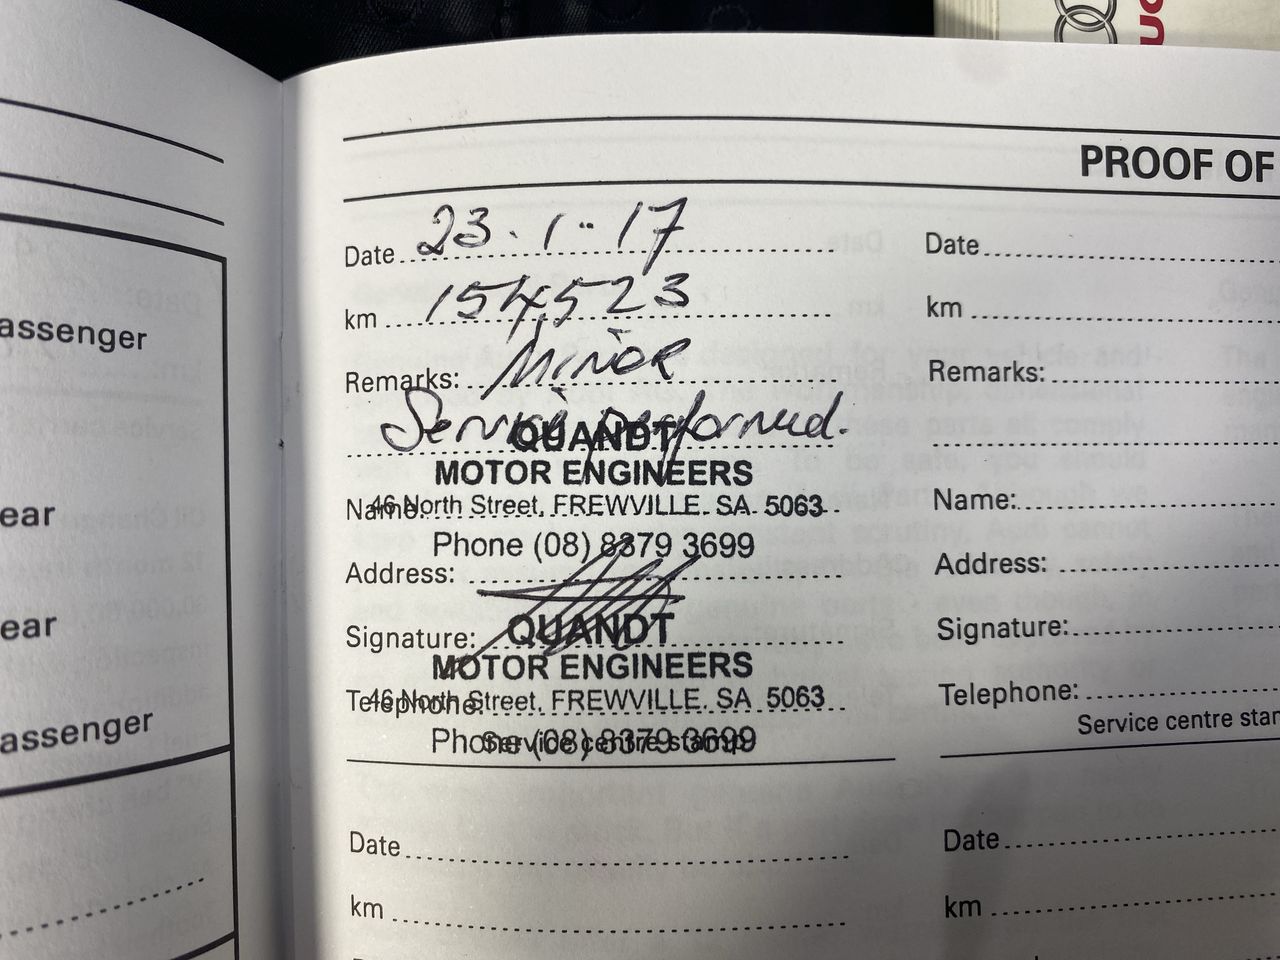 PROOF OF
Date 23.1.17
km 154,523
Remarks: Minor
Service performed.
QUANDT
MOTOR ENGINEERS
Name:
46 North Street, FREWVILLE. SA 5063
Phone (08) 8379 3699
Address:
Signature:
QUANDT
MOTOR ENGINEERS
Telephone:
46 North Street, FREWVILLE. SA 5063
Phone (08) 8379 3699
Service centre stamp
Date
km
Date
km
Remarks:
Name:
Address:
Signature:
Telephone:
Service centre star
Date
km
assenger
ear
ear
assenger